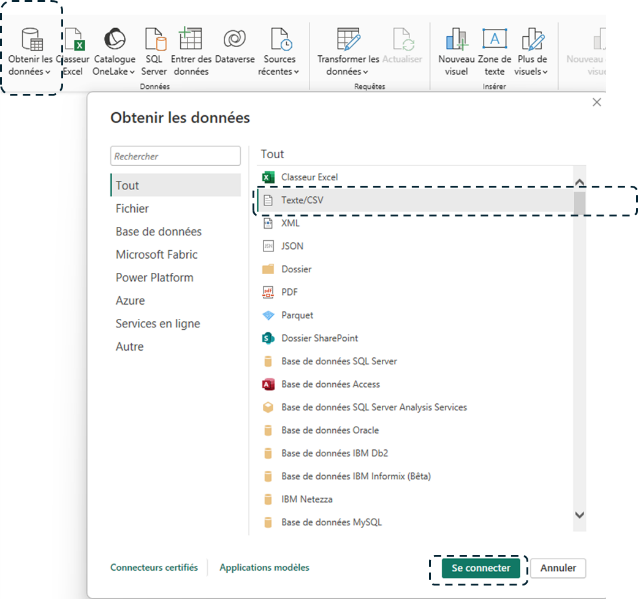 Obtenir les données
Classeur Excel
Catalogue OneLake
SQL Server
Entrer des données
Dataverse
Sources récentes
Transformer les données
Actualiser
Nouveau visuel
Zone de texte
Plus de visuels
Données
Requêtes
Insérer
Obtenir les données
Rechercher
Tout
Fichier
Base de données
Microsoft Fabric
Power Platform
Azure
Services en ligne
Autre
Tout
Classeur Excel
Texte/CSV
XML
JSON
Dossier
PDF
Parquet
Dossier SharePoint
Base de données SQL Server
Base de données Access
Base de données SQL Server Analysis Services
Base de données Oracle
Base de données IBM Db2
Base de données IBM Informix (Bêta)
IBM Netezza
Base de données MySQL
Connecteurs certifiés
Applications modèles
Se connecter
Annuler